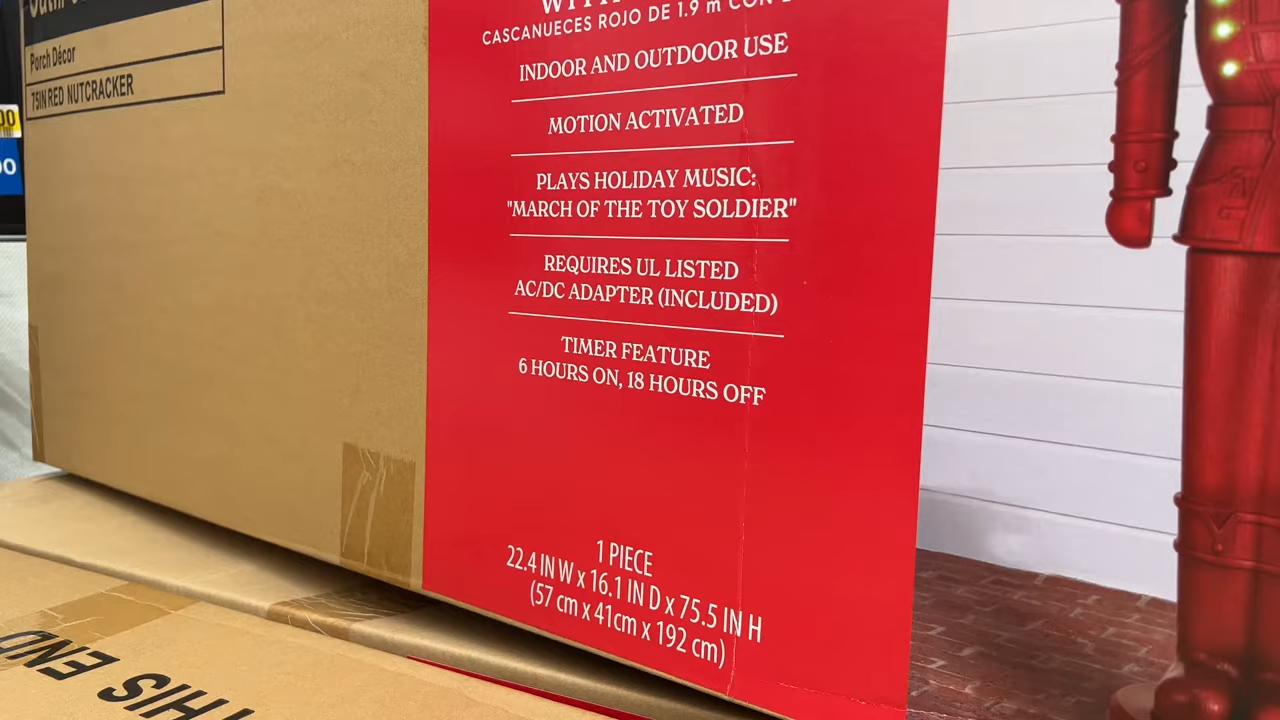 Porch Décor
75IN RED NUTCRACKER
CASCANUECES ROJO DE 1.9 m CON
INDOOR AND OUTDOOR USE
MOTION ACTIVATED
PLAYS HOLIDAY MUSIC:
"MARCH OF THE TOY SOLDIER"
REQUIRES UL LISTED
AC/DC ADAPTER (INCLUDED)
TIMER FEATURE
6 HOURS ON, 18 HOURS OFF
1 PIECE
22.4 IN W x 16.1 IN D x 75.5 IN H
(57 cm x 41cm x 192 cm)
THIS END